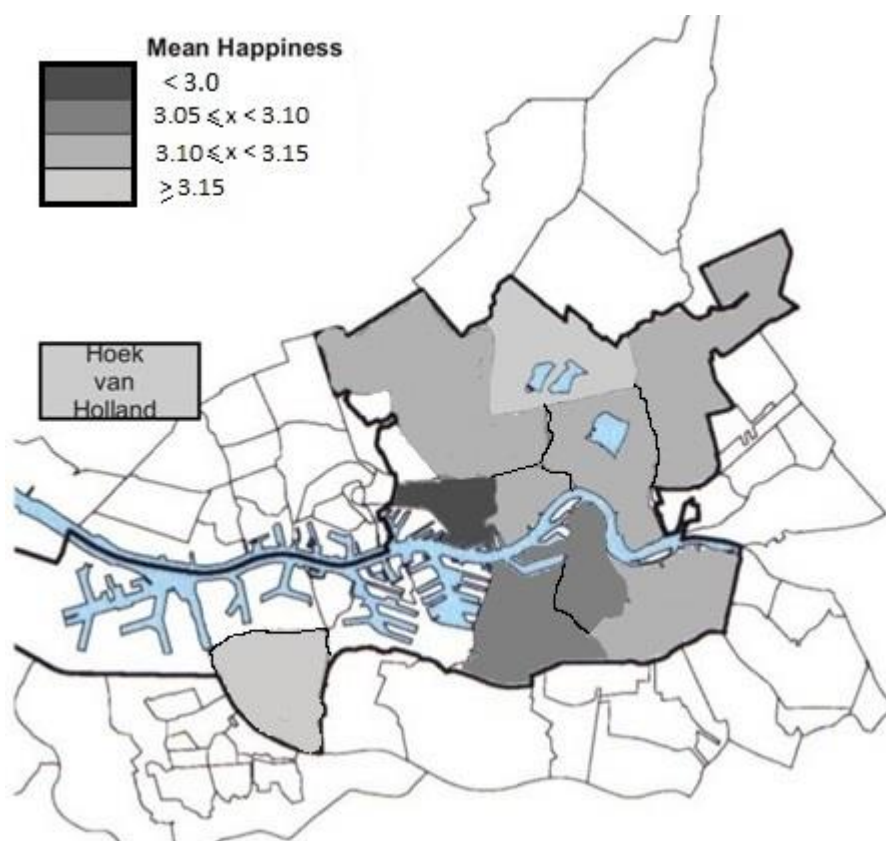 Mean Happiness
< 3.0
3.05 ⩽ x < 3.10
3.10 ⩽ x < 3.15
≥ 3.15
Hoek
van
Holland